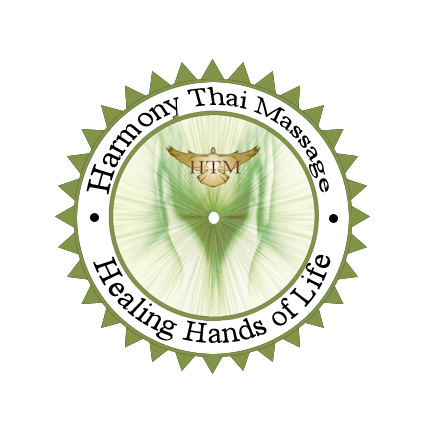 Harmony Thai Massage
HTM
Healing Hands of Life